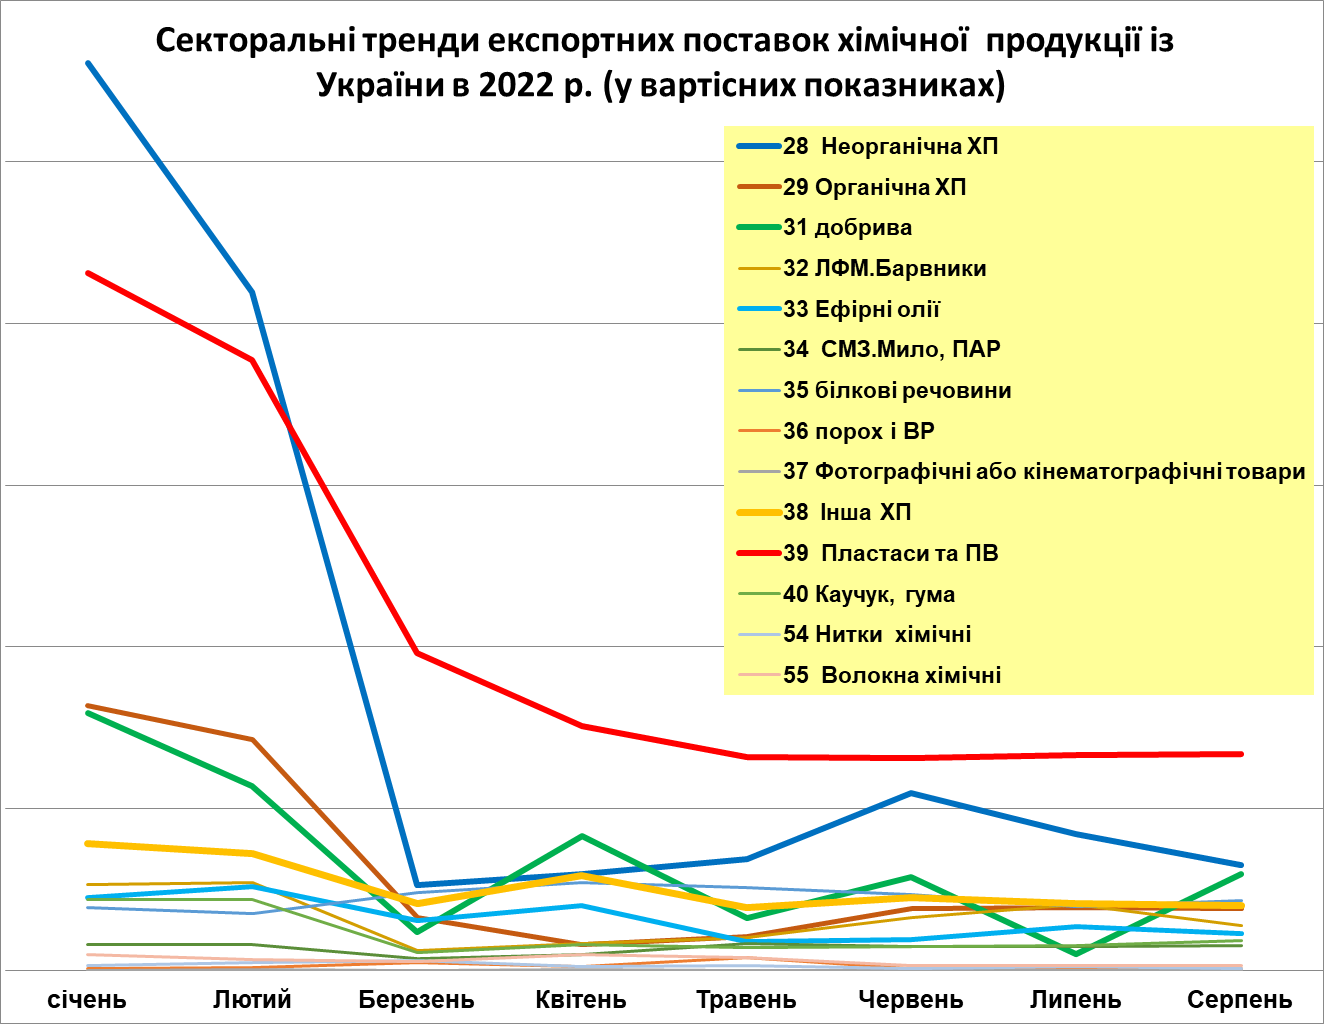 Секторальні тренди експортних поставок хімічної продукції із
України в 2022 р. (у вартісних показниках)
28 Неорганічна ХП
29 Органічна ХП
31 добрива
32 ЛФМ.Барвники
33 Ефірні олії
34 СМЗ.Мило, ПАР
35 білкові речовини
36 порох і ВР
37 Фотографічні або кінематографічні товари
38 Інша ХП
39 Пластаси та ПВ
40 Каучук, гума
54 Нитки хімічні
55 Волокна хімічні
січень Лютий Березень Квітень Травень Червень Липень Серпень